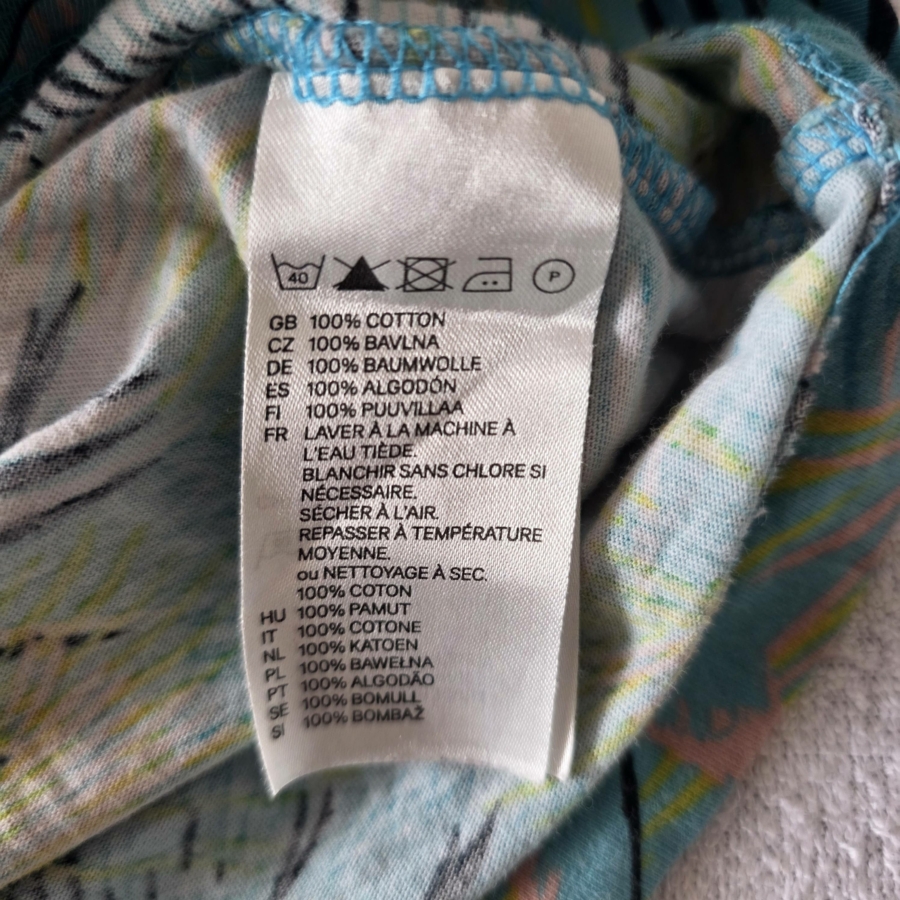 40 P
GB 100% COTTON
CZ 100% BAVLNA
DE 100% BAUMWOLLE
ES 100% ALGODÓN
FI 100% PUUVILLAA
FR LAVER À LA MACHINE À
L'EAU TIÈDE.
BLANCHIR SANS CHLORE SI
NÉCESSAIRE.
SÉCHER À L'AIR.
REPASSER À TEMPÉRATURE
MOYENNE.
ou NETTOYAGE À SEC.
100% COTON
HU 100% PAMUT
IT 100% COTONE
NL 100% KATOEN
PL 100% BAWEŁNA
PT 100% ALGODÃO
SE 100% BOMULL
SI 100% BOMBAŽ